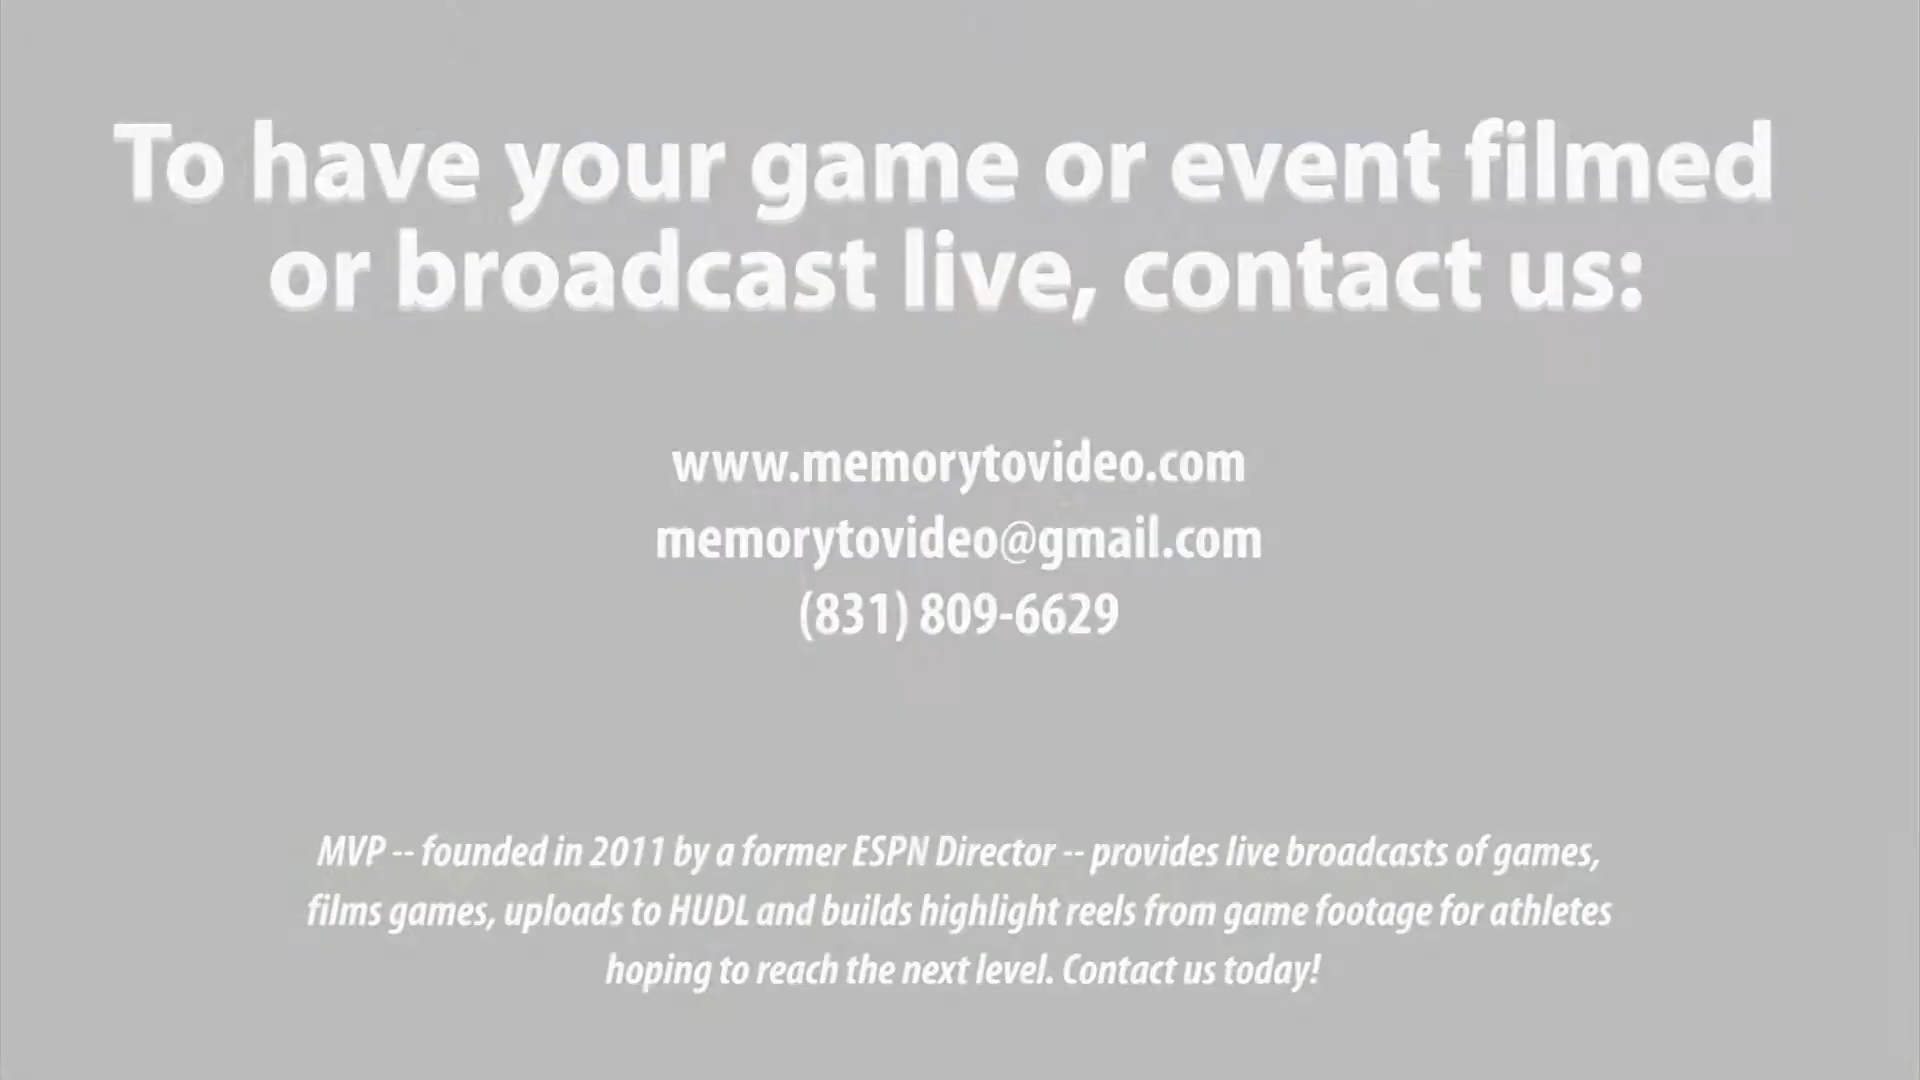 To have your game or event filmed
or broadcast live, contact us:
www.memorytovideo.com
memorytovideo@gmail.com
(831) 809-6629
MVP -- founded in 2011 by a former ESPN Director -- provides live broadcasts of games,
films games, uploads to HUDL and builds highlight reels from game footage for athletes
hoping to reach the next level. Contact us today!